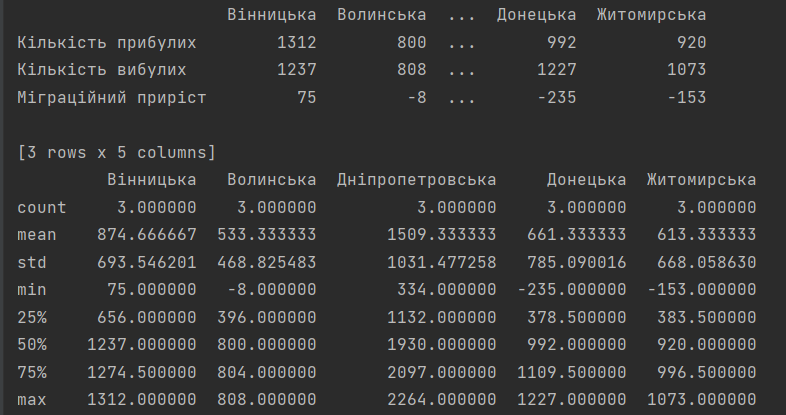 Вінницька Волинська ... Донецька Житомирська
Кількість прибулих 1312 800 ... 992 920
Кількість вибулих 1237 808 ... 1227 1073
Міграційний приріст 75 -8 ... -235 -153
[3 rows x 5 columns]
Вінницька Волинська Дніпропетровська Донецька Житомирська
count 3.000000 3.000000 3.000000 3.000000 3.000000
mean 874.666667 533.333333 1509.333333 661.333333 613.333333
std 693.546201 468.825483 1031.477258 785.090016 668.058630
min 75.000000 -8.000000 334.000000 -235.000000 -153.000000
25% 656.000000 396.000000 1132.000000 378.500000 383.500000
50% 1237.000000 800.000000 1930.000000 992.000000 920.000000
75% 1274.500000 804.000000 2097.000000 1109.500000 996.500000
max 1312.000000 808.000000 2264.000000 1227.000000 1073.000000